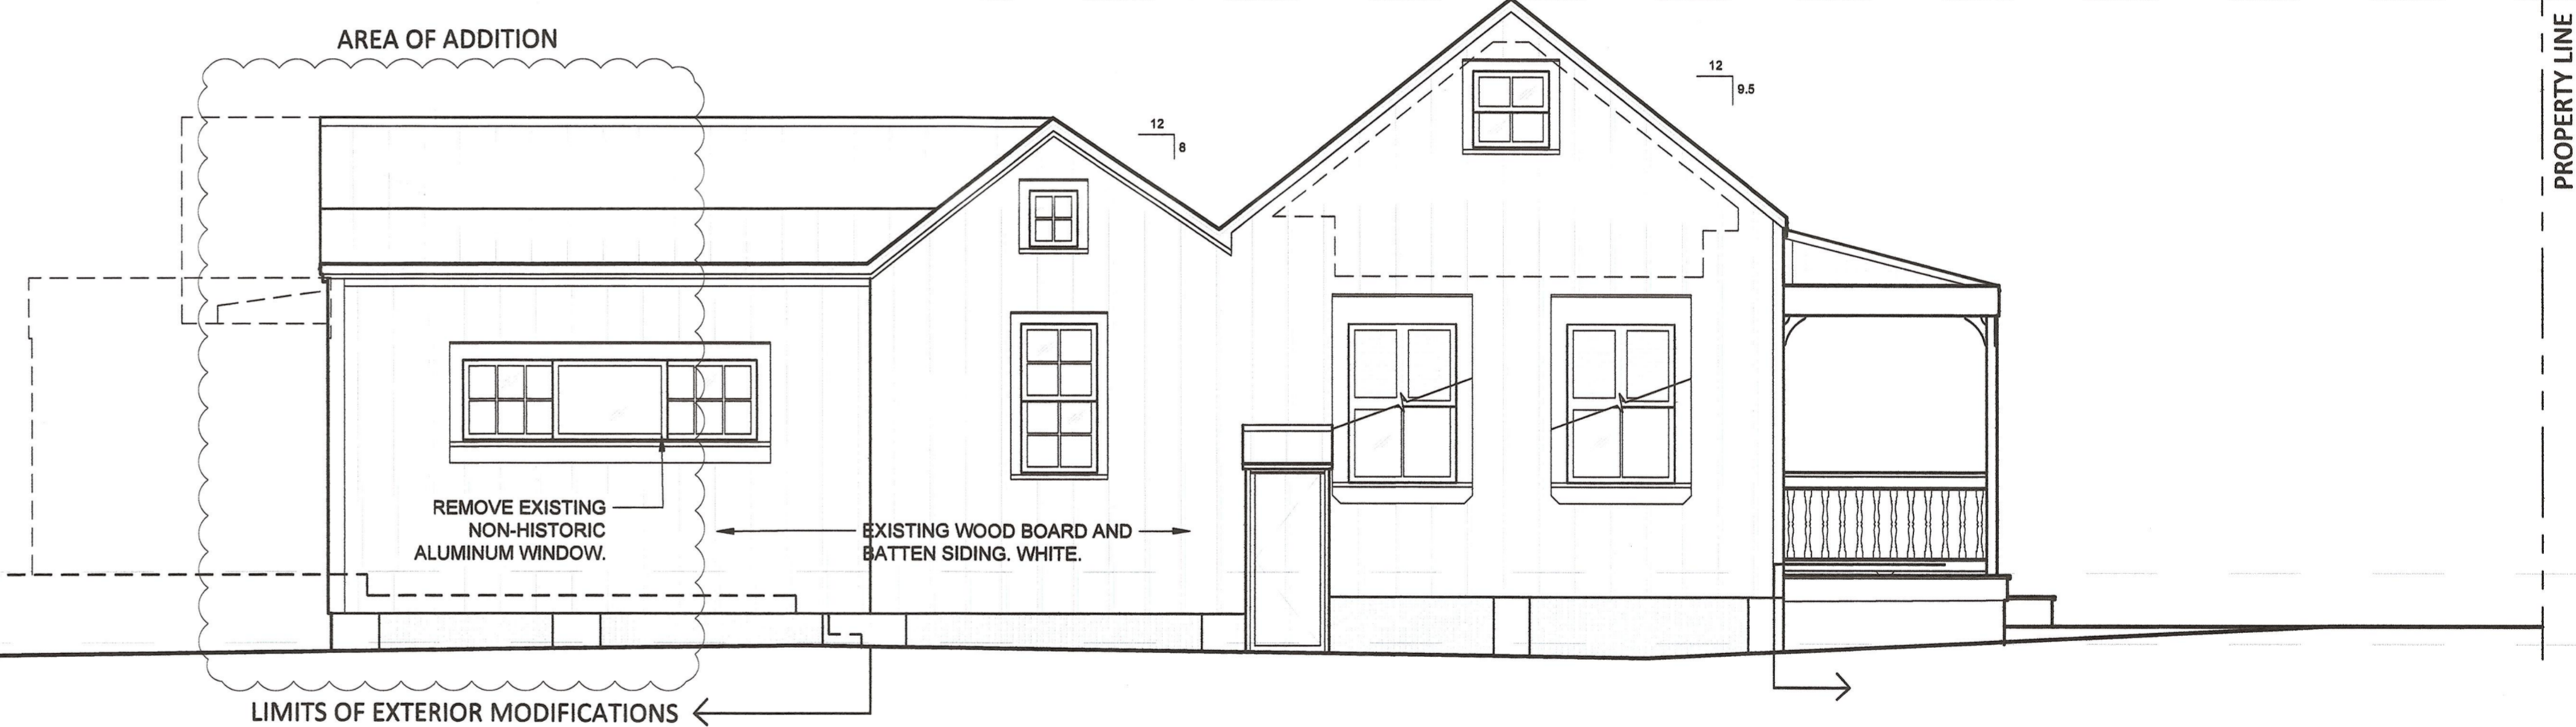 AREA OF ADDITION
12
8
12
9.5
PROPERTY LINE
REMOVE EXISTING
NON-HISTORIC
ALUMINUM WINDOW.
EXISTING WOOD BOARD AND
BATTEN SIDING. WHITE.
LIMITS OF EXTERIOR MODIFICATIONS